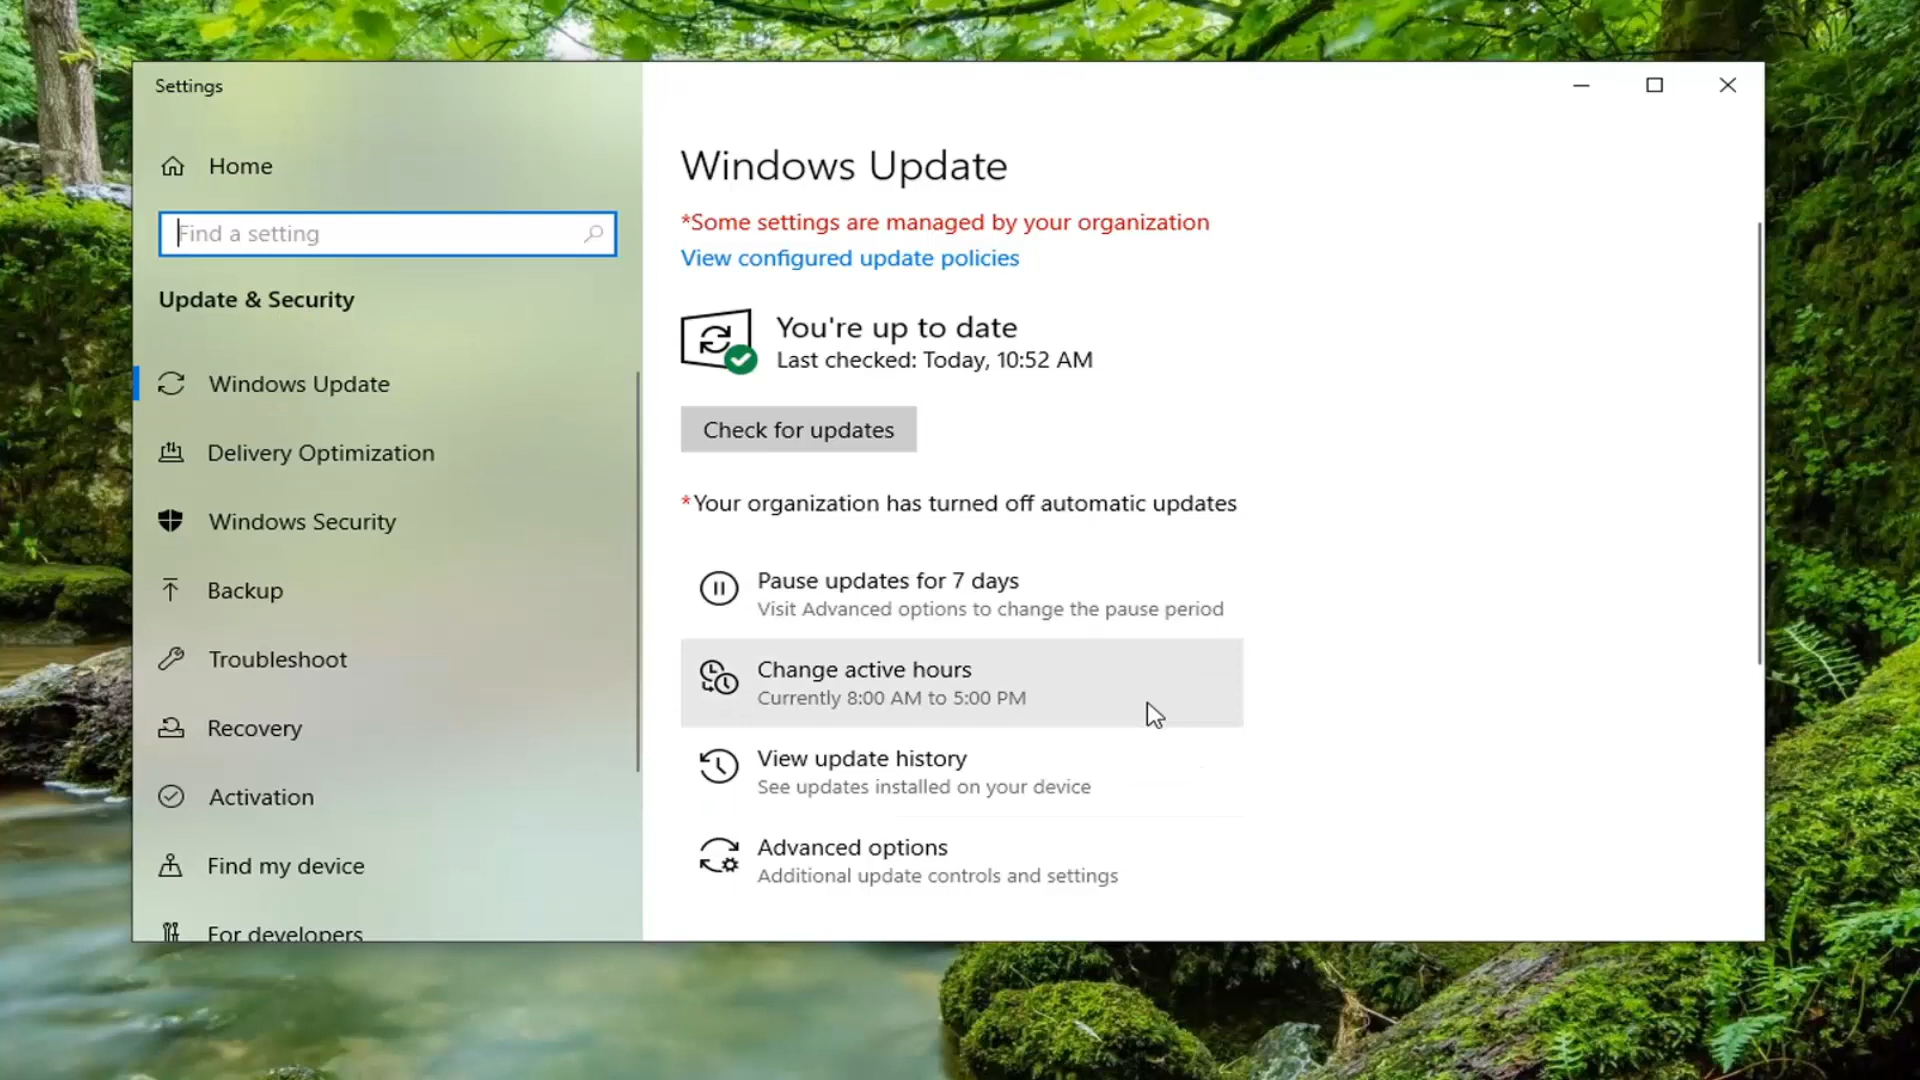 Settings
Home
Find a setting
Update & Security
Windows Update
Delivery Optimization
Windows Security
Backup
Troubleshoot
Recovery
Activation
Find my device
For developers
Windows Update
*Some settings are managed by your organization
View configured update policies
You're up to date
Last checked: Today, 10:52 AM
Check for updates
*Your organization has turned off automatic updates
Pause updates for 7 days
Visit Advanced options to change the pause period
Change active hours
Currently 8:00 AM to 5:00 PM
View update history
See updates installed on your device
Advanced options
Additional update controls and settings